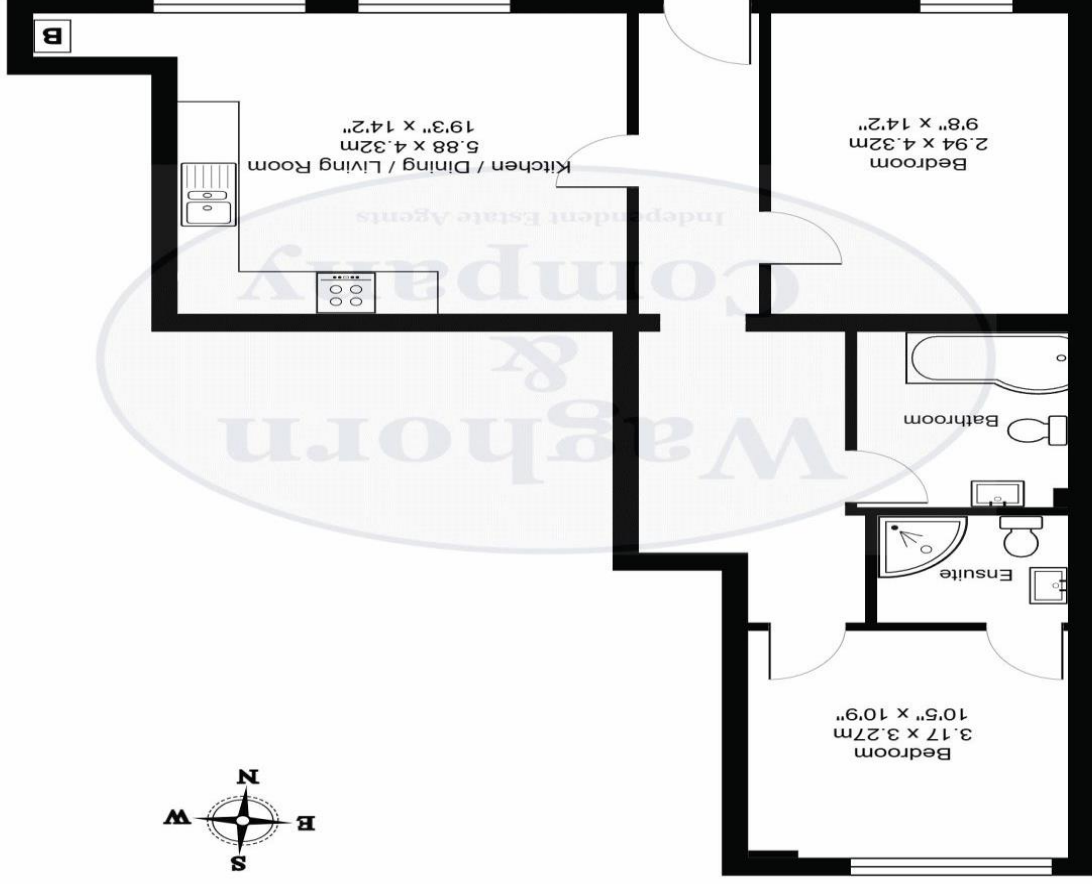 S
E
W
N
Bedroom
3.17 x 3.27m
10'5" x 10'9"
Ensuite
Bathroom
Waghorn
&
Company
Independent Estate Agents
Bedroom
2.94 x 4.32m
9'8" x 14'2"
Kitchen / Dining / Living Room
5.88 x 4.32m
19'3" x 14'2"
B